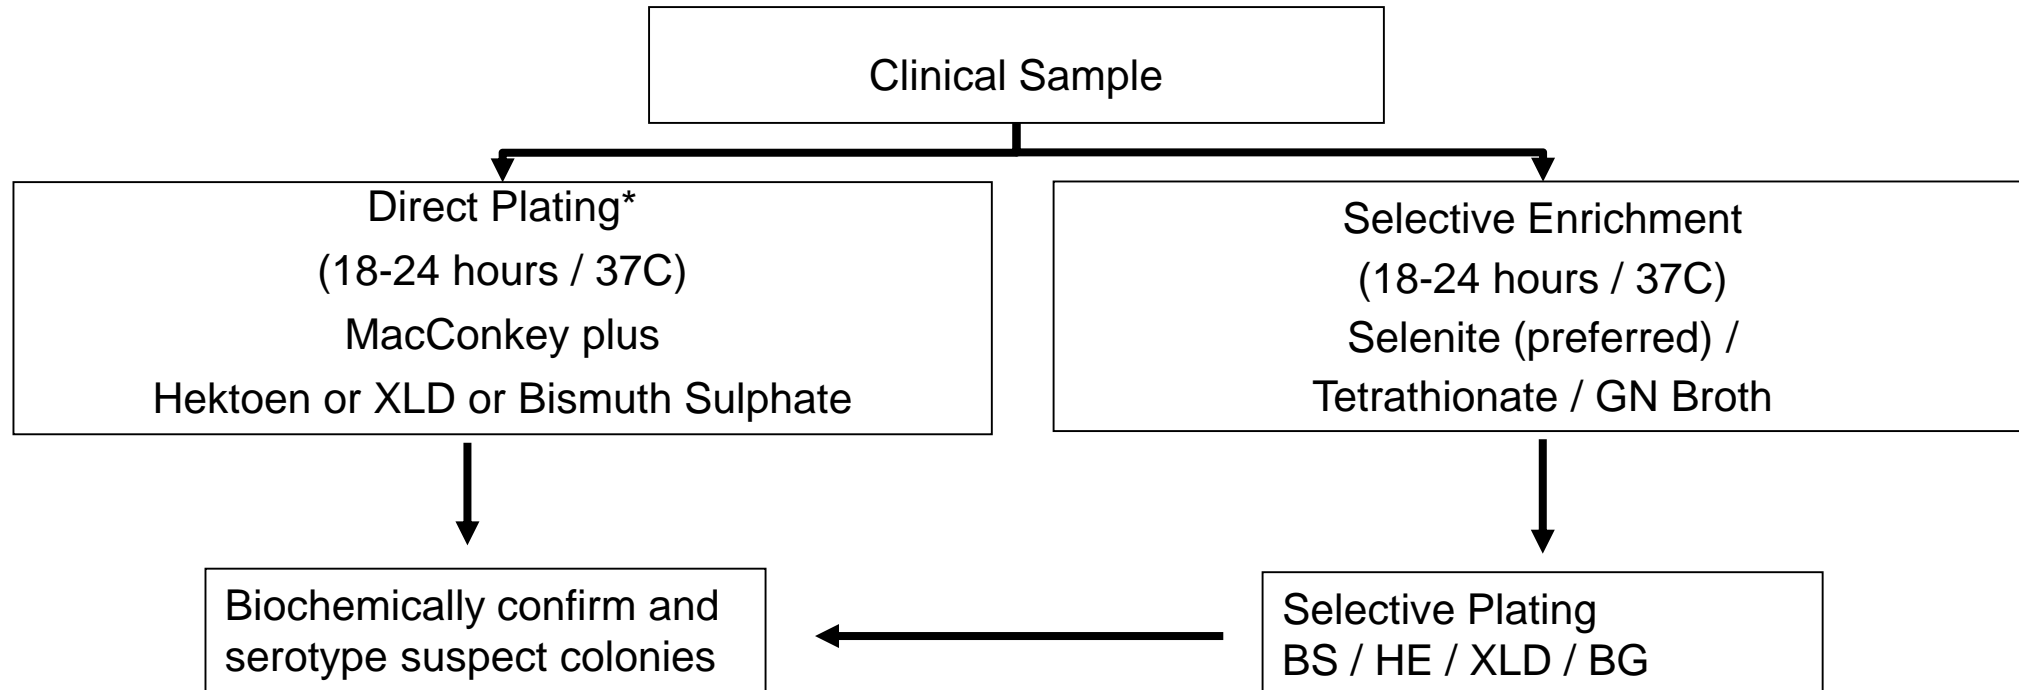 Clinical Sample
Direct Plating*
(18-24 hours / 37C)
MacConkey plus
Hektoen or XLD or Bismuth Sulphate
Selective Enrichment
(18-24 hours / 37C)
Selenite (preferred) /
Tetrathionate / GN Broth
Biochemically confirm and
serotype suspect colonies
Selective Plating
BS / HE / XLD / BG